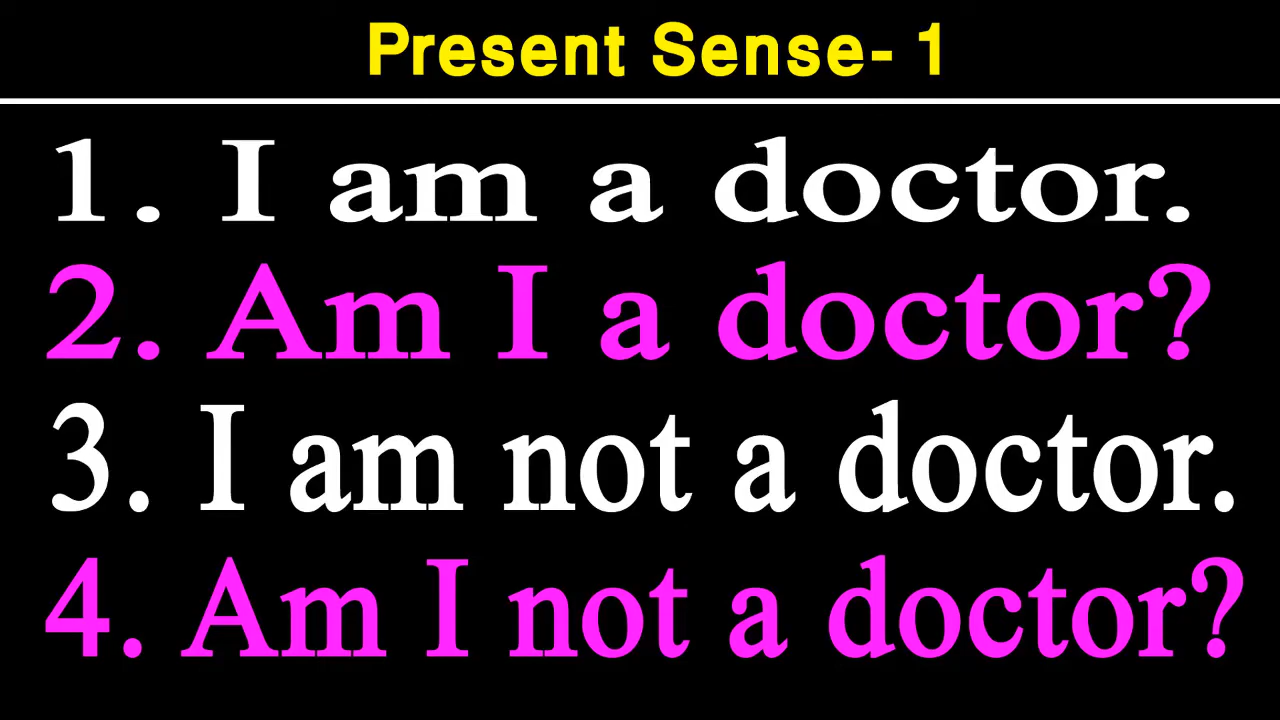 Present Sense- 1
1. I am a doctor.
2. Am I a doctor?
3. I am not a doctor.
4. Am I not a doctor?